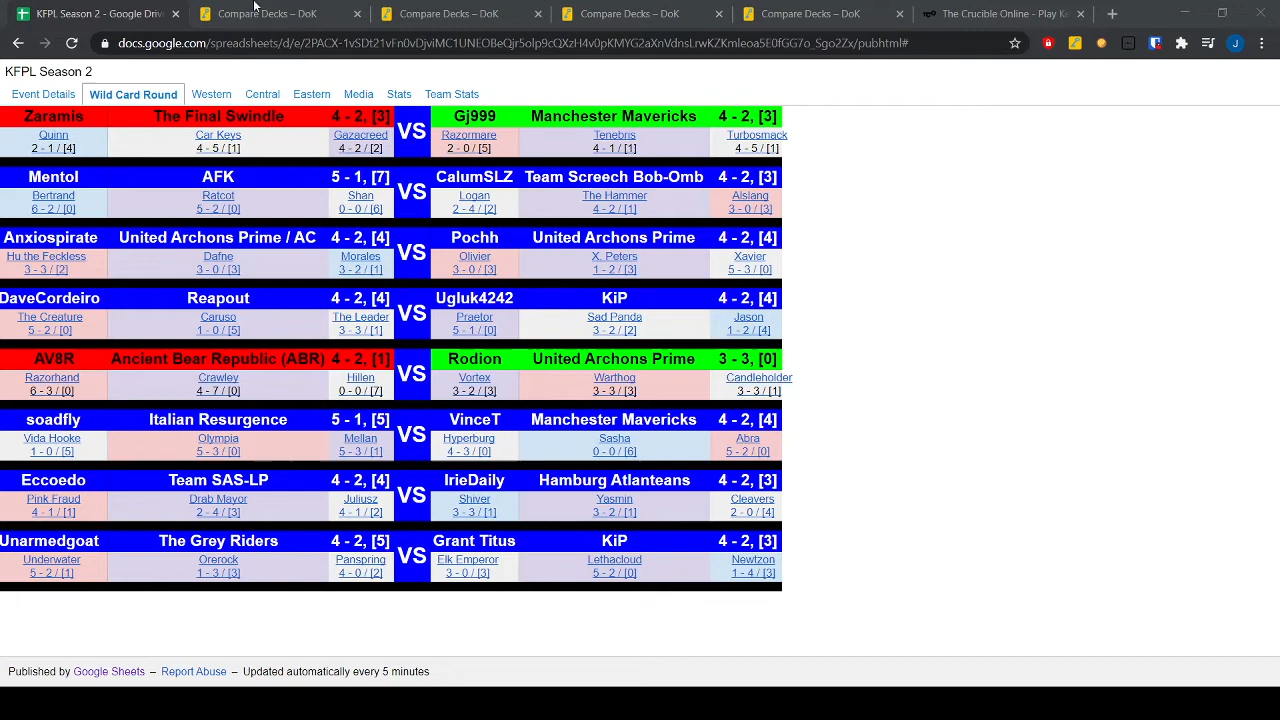 KFPL Season 2 - Google Drive
Compare Decks – DoK
Compare Decks – DoK
Compare Decks – DoK
Compare Decks – DoK
The Crucible Online - Play Ke
docs.google.com/spreadsheets/d/e/2PACX-1vSDt21vFn0vDjviMC1UNEOBeQjr5oIp9cQXzH4v0pKMYG2aXnVdnsLrwKZKmleoa5E0fGG7o_Sgo2Zx/pubhtml#
KFPL Season 2
Event Details Wild Card Round Western Central Eastern Media Stats Team Stats
Zaramis The Final Swindle 4 - 2, [3] VS Gj999 Manchester Mavericks 4 - 2, [3]
Quinn Car Keys Gazacreed Razormare Tenebris Turbosmack
2 - 1 / [4] 4 - 5 / [1] 4 - 2 / [2] 2 - 0 / [5] 4 - 1 / [1] 4 - 5 / [1]
Mentol AFK 5 - 1, [7] VS CalumSLZ Team Screech Bob-Omb 4 - 2, [3]
Bertrand Ratcot Shan Logan The Hammer Alslang
6 - 2 / [0] 5 - 2 / [0] 0 - 0 / [6] 2 - 4 / [2] 4 - 2 / [1] 3 - 0 / [3]
Anxiospirate United Archons Prime / AC 4 - 2, [4] VS Pochh United Archons Prime 4 - 2, [4]
Hu the Feckless Dafne Morales Olivier X. Peters Xavier
3 - 3 / [2] 3 - 0 / [3] 3 - 2 / [1] 3 - 0 / [3] 1 - 2 / [3] 5 - 3 / [0]
DaveCordeiro Reapout 4 - 2, [4] VS Ugluk4242 KiP 4 - 2, [4]
The Creature Caruso The Leader Praetor Sad Panda Jason
5 - 2 / [0] 1 - 0 / [5] 3 - 3 / [1] 5 - 1 / [0] 3 - 2 / [2] 1 - 2 / [4]
AV8R Ancient Bear Republic (ABR) 4 - 2, [1] VS Rodion United Archons Prime 3 - 3, [0]
Razorhand Crawley Hillen Vortex Warthog Candleholder
6 - 3 / [0] 4 - 7 / [0] 0 - 0 / [7] 3 - 2 / [3] 3 - 3 / [3] 3 - 3 / [1]
soadfly Italian Resurgence 5 - 1, [5] VS VinceT Manchester Mavericks 4 - 2, [4]
Vida Hooke Olympia Mellan Hyperburg Sasha Abra
1 - 0 / [5] 5 - 3 / [0] 5 - 3 / [1] 4 - 3 / [0] 0 - 0 / [6] 5 - 2 / [0]
Eccoedo Team SAS-LP 4 - 2, [4] VS IrieDaily Hamburg Atlanteans 4 - 2, [3]
Pink Fraud Drab Mayor Juliusz Shiver Yasmin Cleavers
4 - 1 / [1] 2 - 4 / [3] 4 - 1 / [2] 3 - 3 / [1] 3 - 2 / [1] 2 - 0 / [4]
Unarmedgoat The Grey Riders 4 - 2, [5] VS Grant Titus KiP 4 - 2, [3]
Underwater Orerock Panspring Elk Emperor Lethacloud Newtzon
5 - 2 / [1] 1 - 3 / [3] 4 - 0 / [2] 3 - 0 / [3] 5 - 2 / [0] 1 - 4 / [3]
Published by Google Sheets – Report Abuse – Updated automatically every 5 minutes